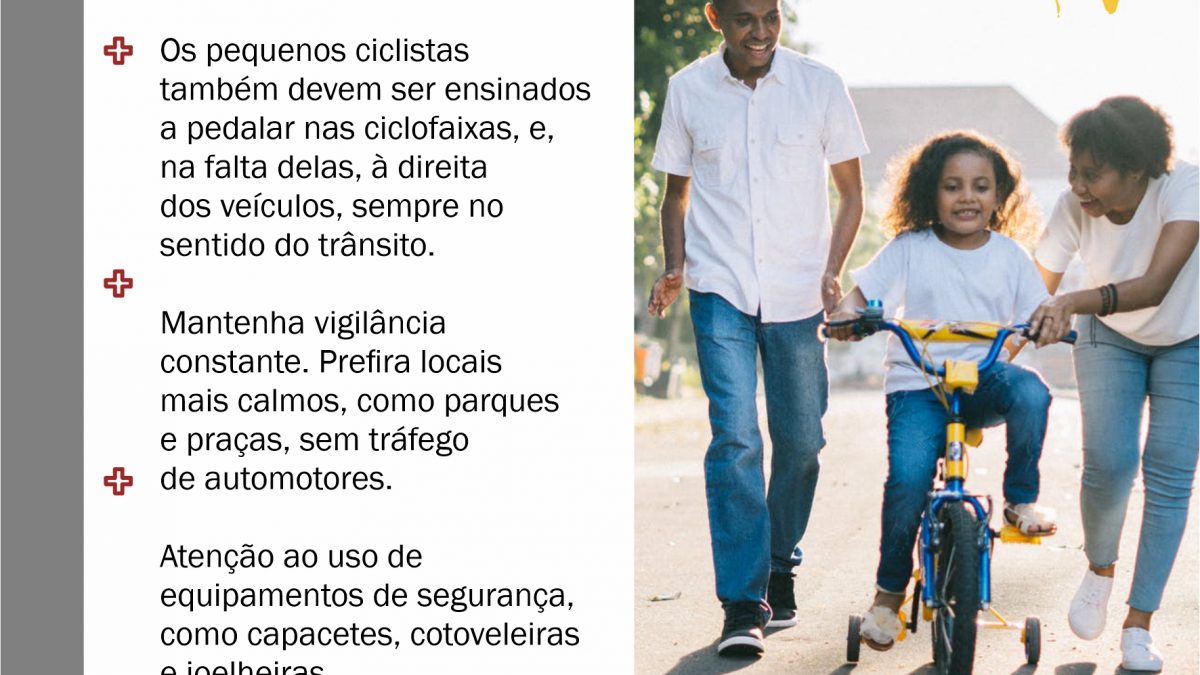 Os pequenos ciclistas
também devem ser ensinados
a pedalar nas ciclofaixas, e,
na falta delas, à direita
dos veículos, sempre no
sentido do trânsito.
Mantenha vigilância
constante. Prefira locais
mais calmos, como parques
e praças, sem tráfego
de automotores.
Atenção ao uso de
equipamentos de segurança,
como capacetes, cotoveleiras
e joelheiras